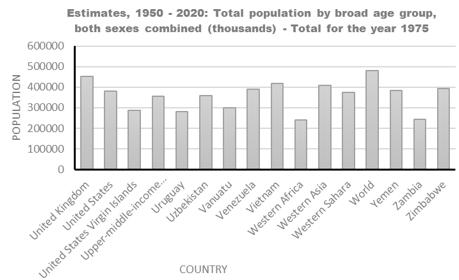 Estimates, 1950 - 2020: Total population by broad age group,
both sexes combined (thousands) - Total for the year 1975
600000
500000
400000
300000
200000
100000
0
POPULATION
United Kingdom
United States
United States Virgin Islands
Upper-middle-income...
Uruguay
Uzbekistan
Vanuatu
Venezuela
Vietnam
Western Africa
Western Asia
Western Sahara
World
Yemen
Zambia
Zimbabwe
COUNTRY